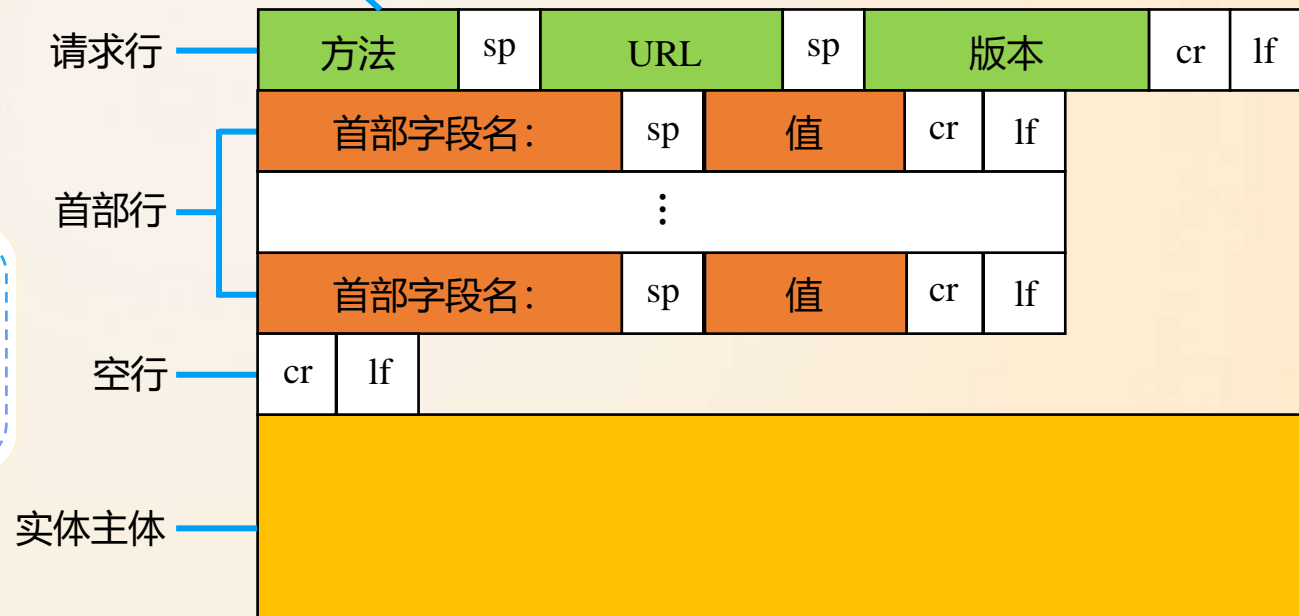 请求行 方法 sp URL sp 版本 cr lf
首部字段名： sp 值 cr lf
首部行 ⋮
首部字段名： sp 值 cr lf
空行 cr lf
实体主体